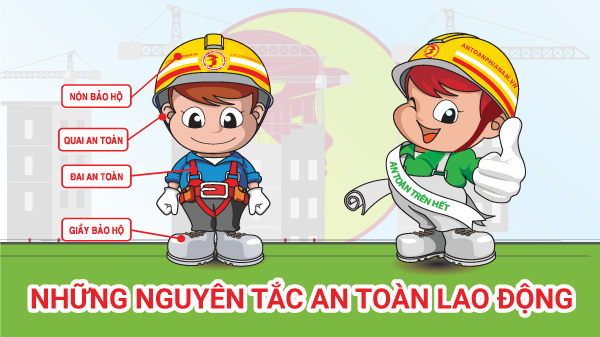 ANTOANPHIANAM.VN
NÓN BẢO HỘ
QUAI AN TOÀN
ĐAI AN TOÀN
GIẦY BẢO HỘ
AN TOÀN TRÊN HẾT
NHỮNG NGUYÊN TẮC AN TOÀN LAO ĐỘNG